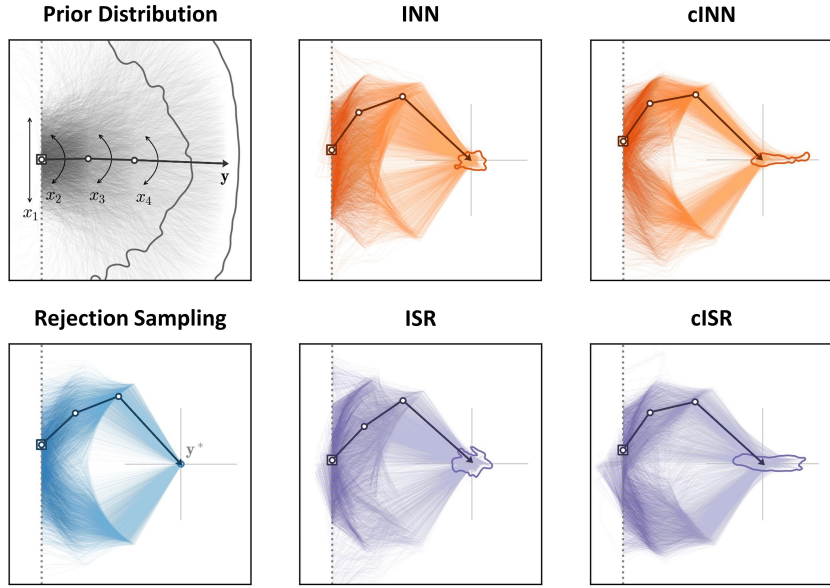 Prior Distribution
INN
cINN
x₁
x₂
x₃
x₄
y
Rejection Sampling
ISR
cISR
y*